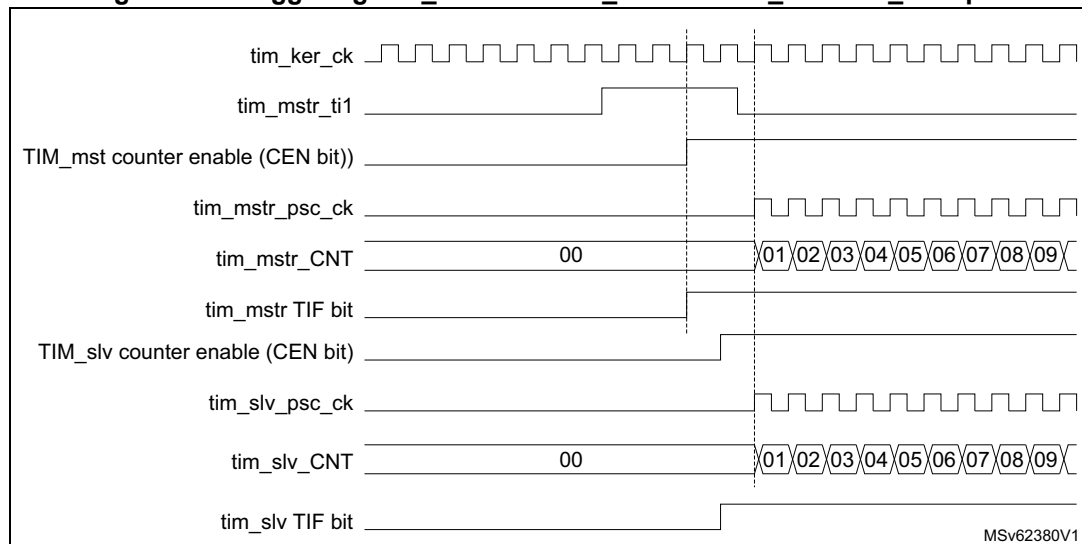 tim_ker_ck
tim_mstr_ti1
TIM_mst counter enable (CEN bit))
tim_mstr_psc_ck
tim_mstr_CNT 00 01 02 03 04 05 06 07 08 09
tim_mstr TIF bit
TIM_slv counter enable (CEN bit)
tim_slv_psc_ck
tim_slv_CNT 00 01 02 03 04 05 06 07 08 09
tim_slv TIF bit
MSv62380V1